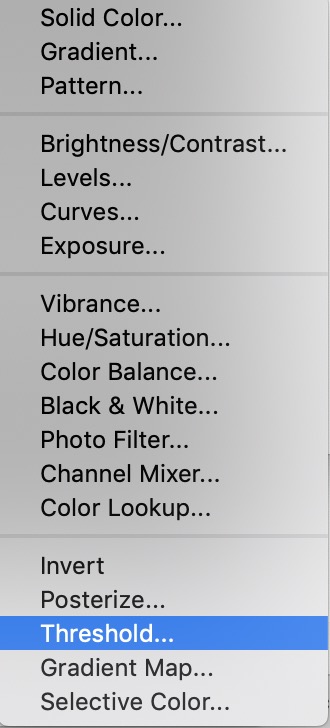 Solid Color...
Gradient...
Pattern...
Brightness/Contrast...
Levels...
Curves...
Exposure...
Vibrance...
Hue/Saturation...
Color Balance...
Black & White...
Photo Filter...
Channel Mixer...
Color Lookup...
Invert
Posterize...
Threshold...
Gradient Map...
Selective Color...